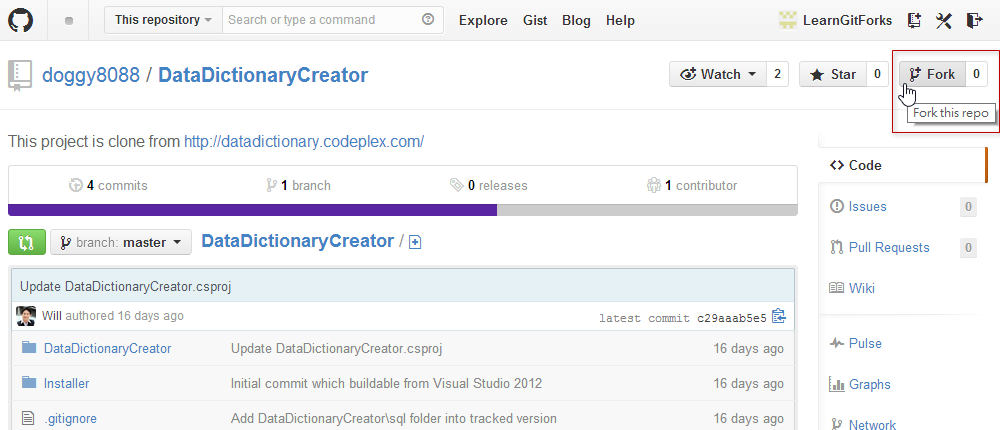 This repository Search or type a command Explore Gist Blog Help LearnGitForks
doggy8088 / DataDictionaryCreator Watch 2 Star 0 Fork 0
Fork this repo
This project is clone from http://datadictionary.codeplex.com/
4 commits 1 branch 0 releases 1 contributor
branch: master DataDictionaryCreator /
Update DataDictionaryCreator.csproj
Will authored 16 days ago latest commit c29aaab5e5
DataDictionaryCreator Update DataDictionaryCreator.csproj 16 days ago
Installer Initial commit which buildable from Visual Studio 2012 16 days ago
.gitignore Add DataDictionaryCreator\sql folder into tracked version 16 days ago
Code
Issues 0
Pull Requests 0
Wiki
Pulse
Graphs
Network